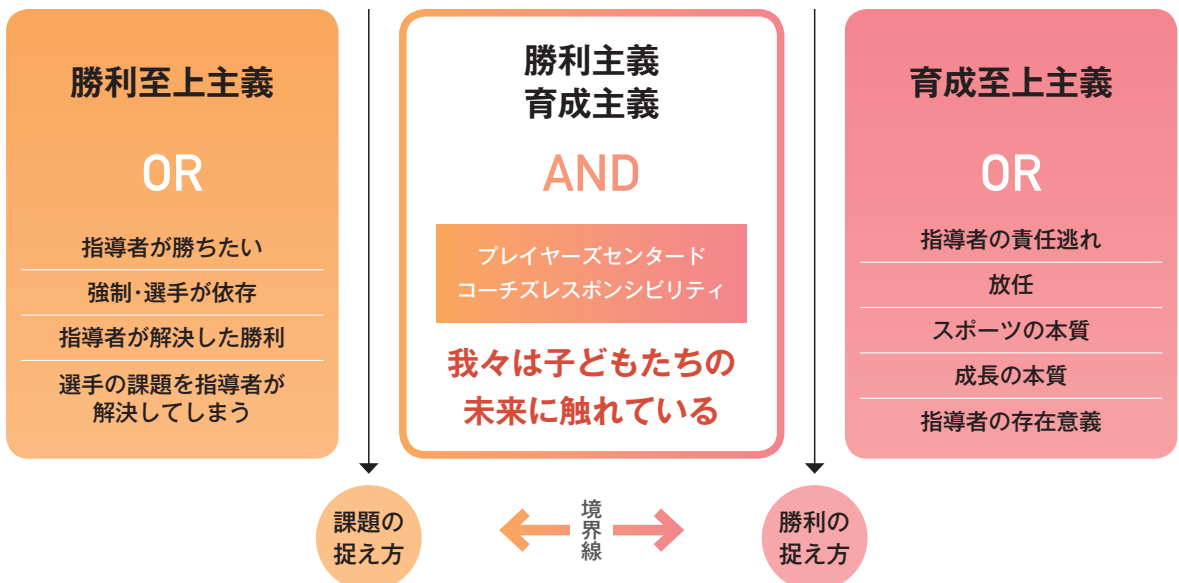 勝利至上主義
OR
指導者が勝ちたい
強制・選手が依存
指導者が解決した勝利
選手の課題を指導者が
解決してしまう
勝利主義
育成主義
AND
プレイヤーズセンタード
コーチズレスポンシビリティ
我々は子どもたちの
未来に触れている
育成至上主義
OR
指導者の責任逃れ
放任
スポーツの本質
成長の本質
指導者の存在意義
課題の
捉え方
境界線
勝利の
捉え方